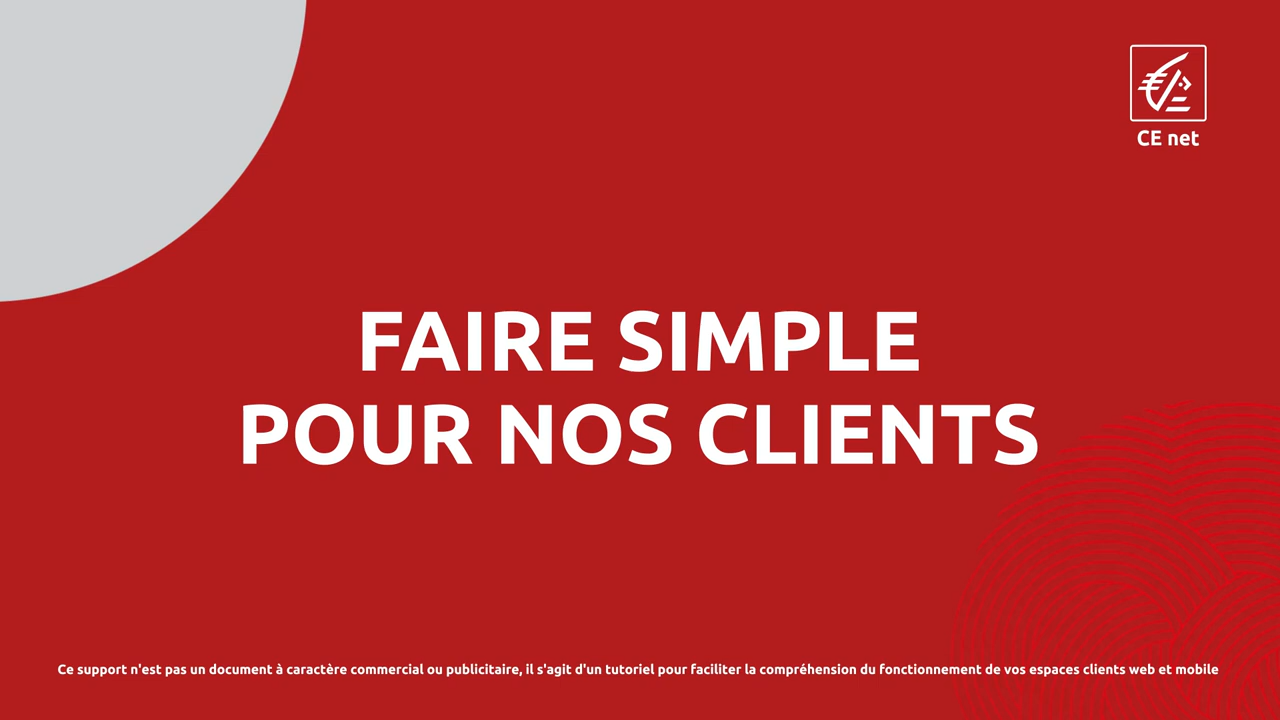 CE net
FAIRE SIMPLE
POUR NOS CLIENTS
Ce support n'est pas un document à caractère commercial ou publicitaire, il s'agit d'un tutoriel pour faciliter la compréhension du fonctionnement de vos espaces clients web et mobile